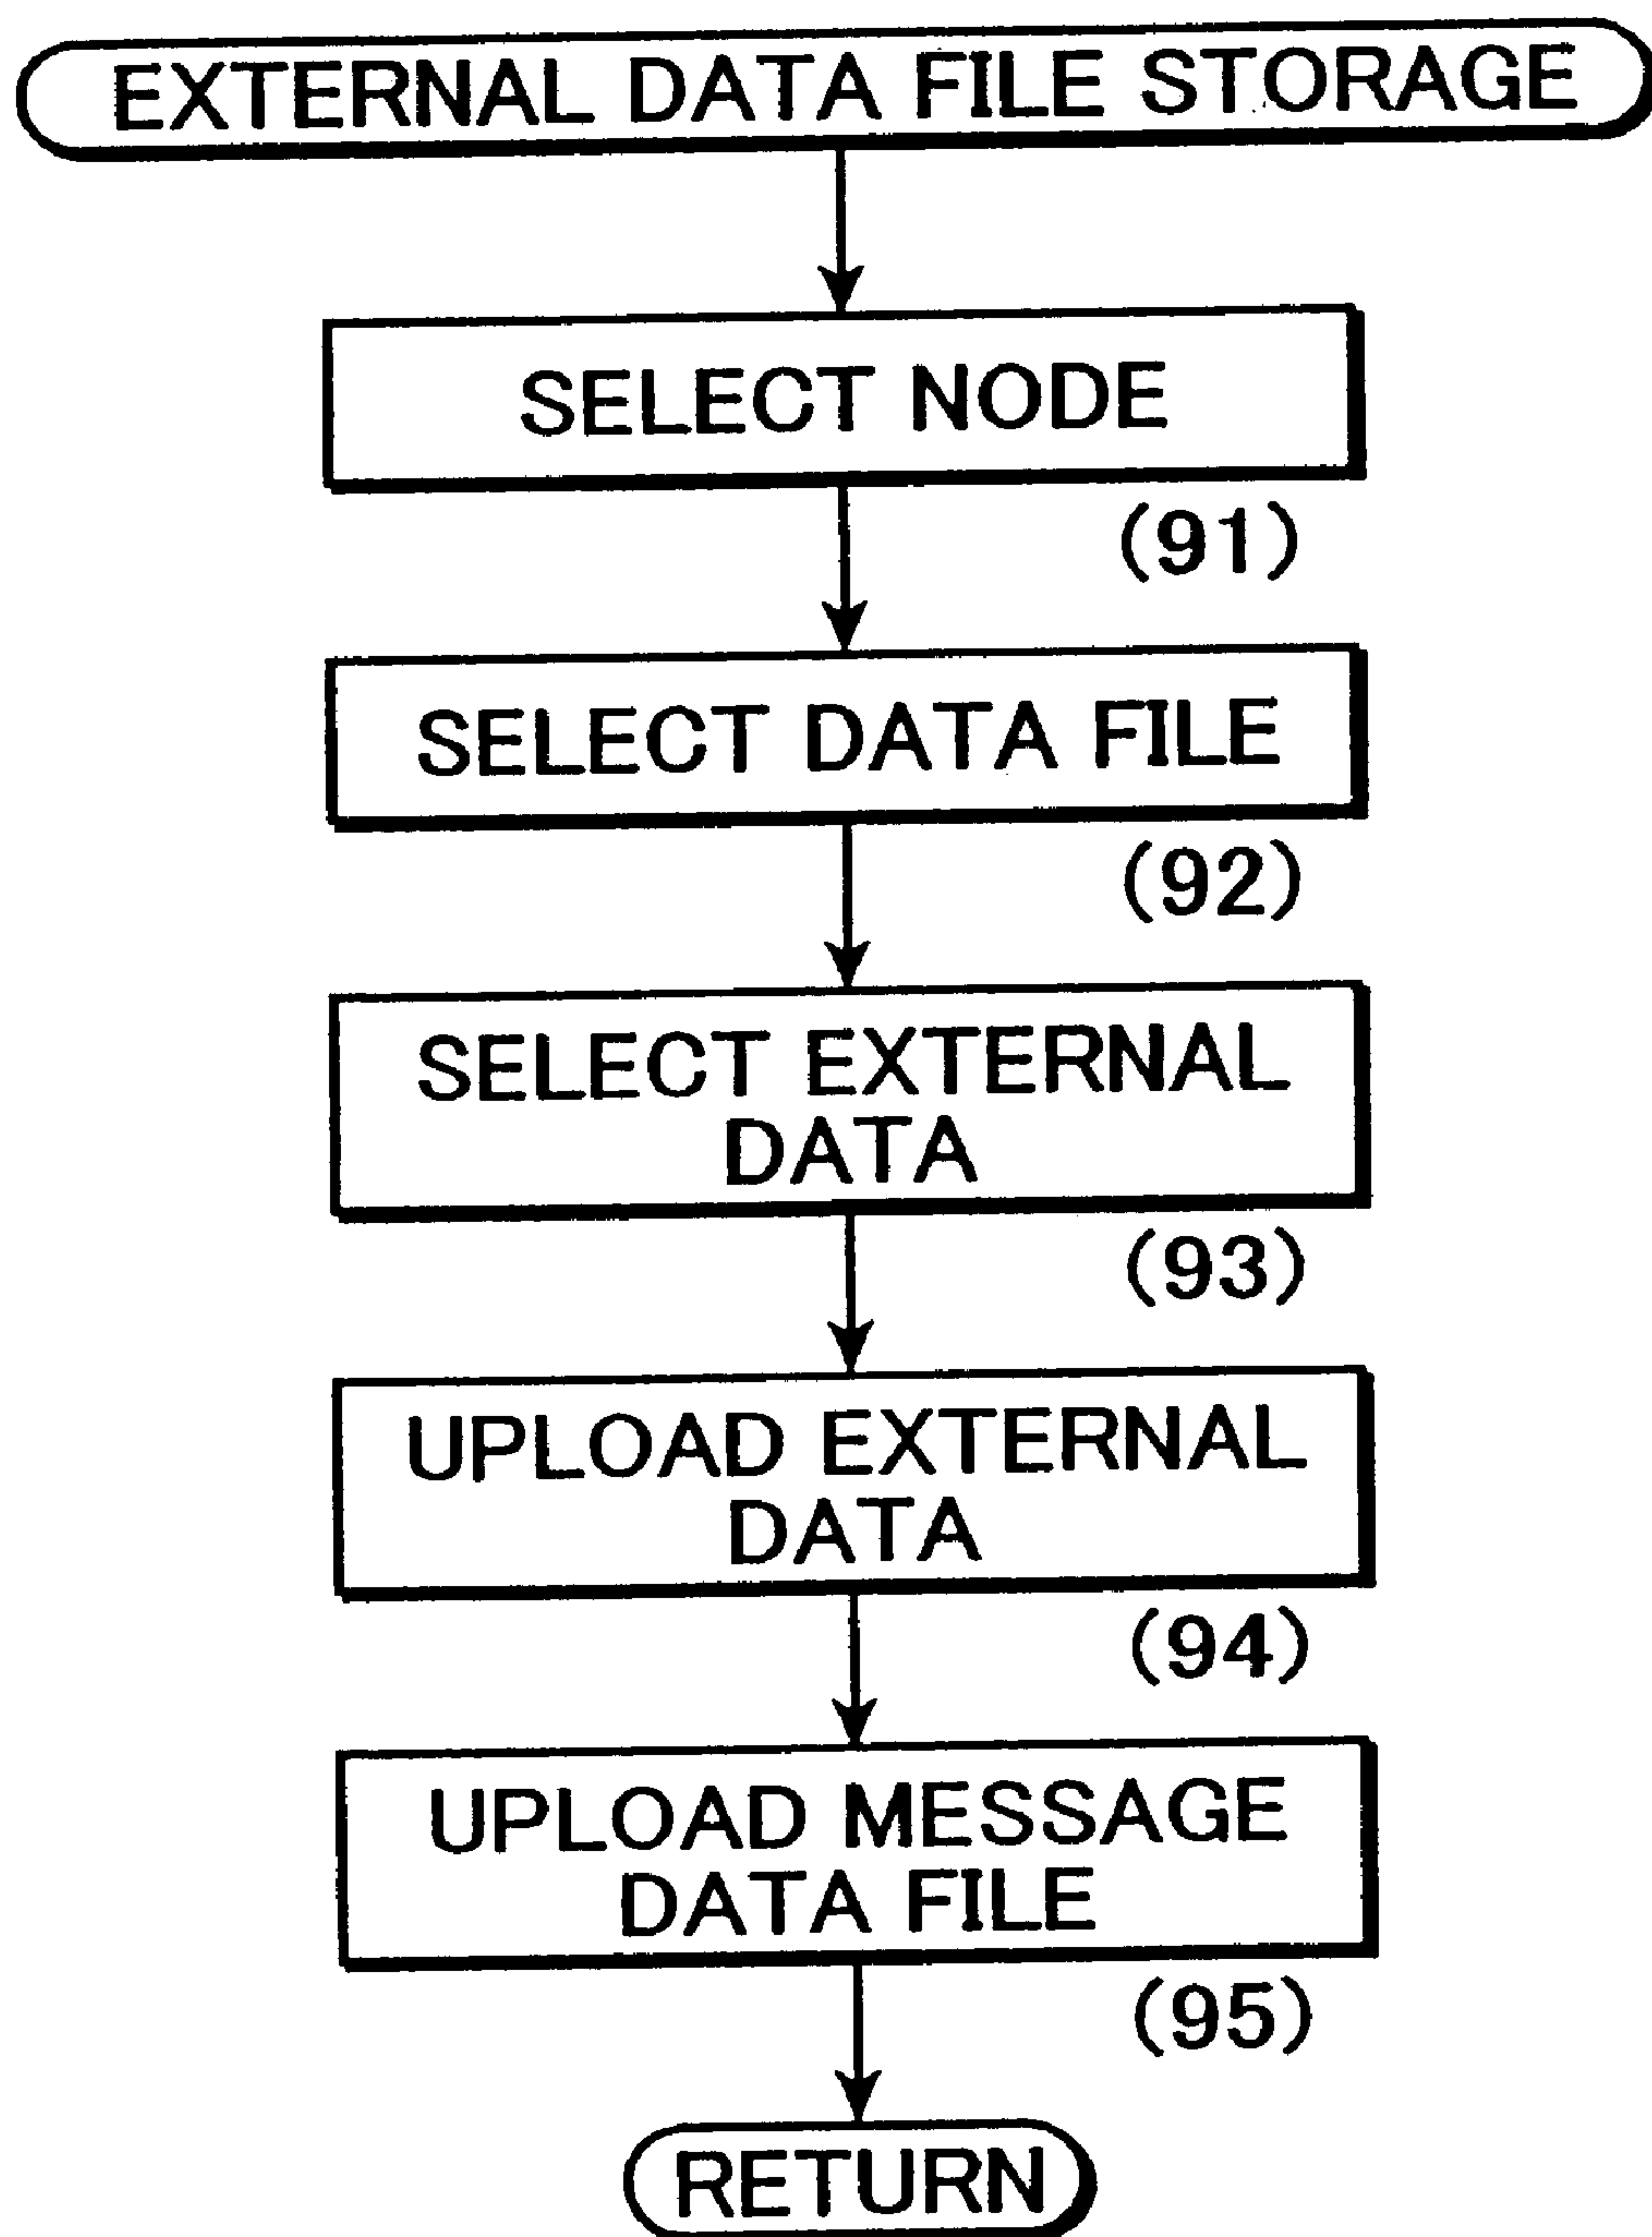 EXTERNAL DATA FILE STORAGE
SELECT NODE
(91)
SELECT DATA FILE
(92)
SELECT EXTERNAL
DATA
(93)
UPLOAD EXTERNAL
DATA
(94)
UPLOAD MESSAGE
DATA FILE
(95)
RETURN